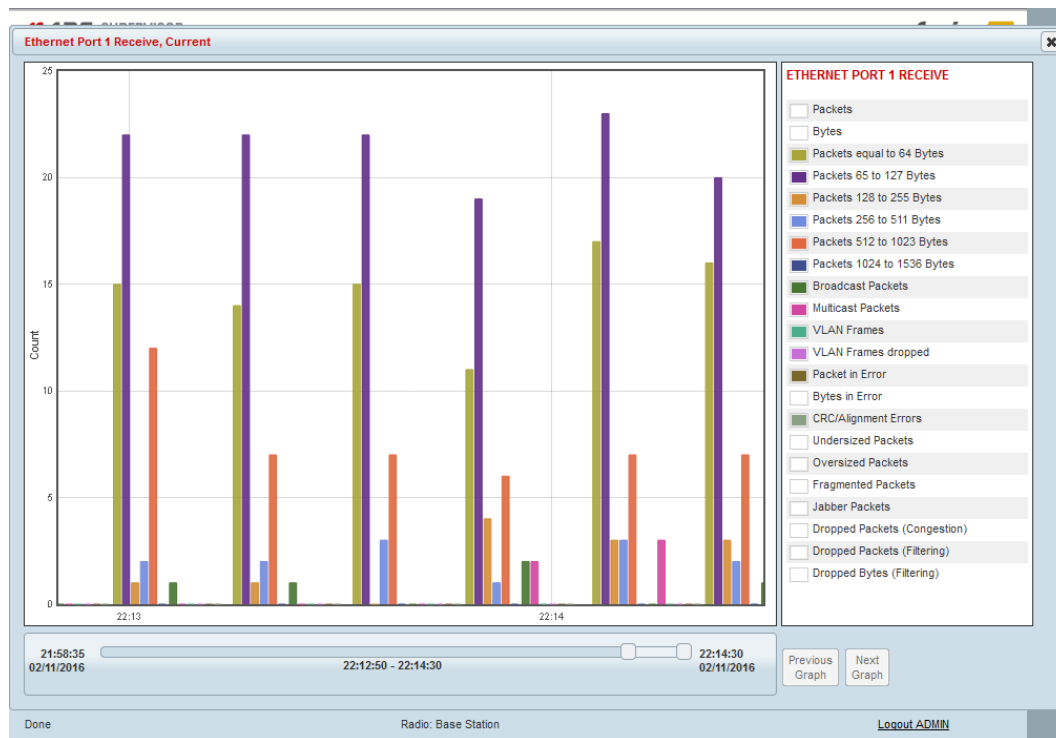 Ethernet Port 1 Receive, Current
25
20
15
10
5
0
Count
22:13
22:14
ETHERNET PORT 1 RECEIVE
Packets
Bytes
Packets equal to 64 Bytes
Packets 65 to 127 Bytes
Packets 128 to 255 Bytes
Packets 256 to 511 Bytes
Packets 512 to 1023 Bytes
Packets 1024 to 1536 Bytes
Broadcast Packets
Multicast Packets
VLAN Frames
VLAN Frames dropped
Packet in Error
Bytes in Error
CRC/Alignment Errors
Undersized Packets
Oversized Packets
Fragmented Packets
Jabber Packets
Dropped Packets (Congestion)
Dropped Packets (Filtering)
Dropped Bytes (Filtering)
21:58:35
02/11/2016
22:12:50 - 22:14:30
22:14:30
02/11/2016
Previous
Graph
Next
Graph
Done
Radio: Base Station
Logout ADMIN